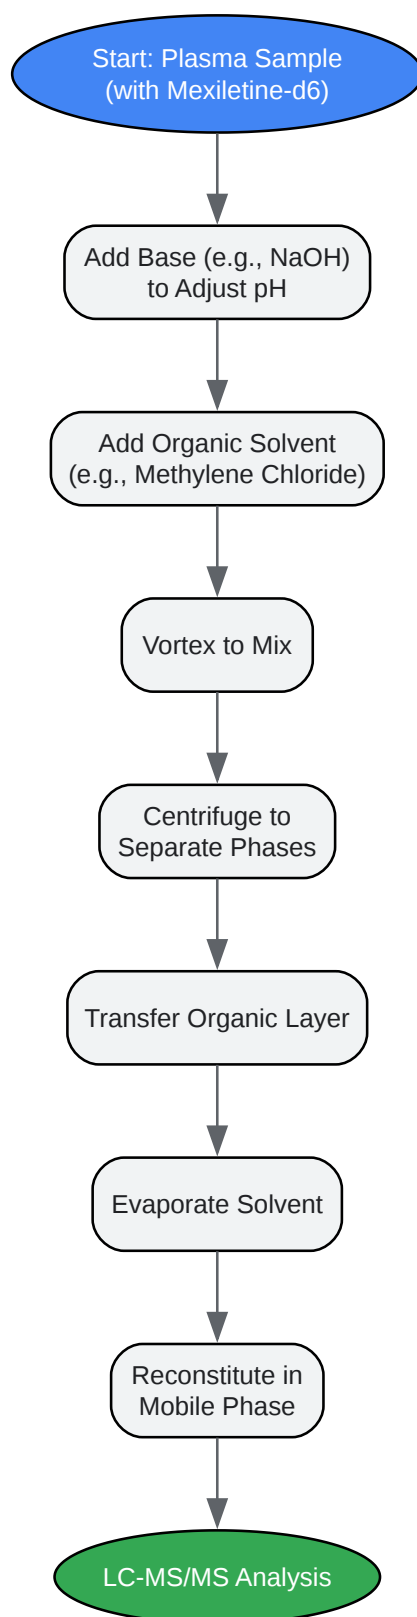 Start: Plasma Sample
(with Mexiletine-d6)
Add Base (e.g., NaOH)
to Adjust pH
Add Organic Solvent
(e.g., Methylene Chloride)
Vortex to Mix
Centrifuge to
Separate Phases
Transfer Organic Layer
Evaporate Solvent
Reconstitute in
Mobile Phase
LC-MS/MS Analysis